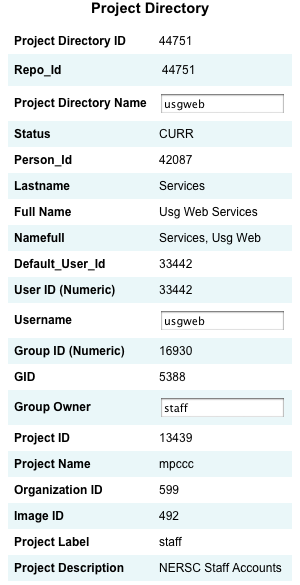 Project Directory
Project Directory ID 44751
Repo_Id 44751
Project Directory Name usgweb
Status CURR
Person_Id 42087
Lastname Services
Full Name Usg Web Services
Namefull Services, Usg Web
Default_User_Id 33442
User ID (Numeric) 33442
Username usgweb
Group ID (Numeric) 16930
GID 5388
Group Owner staff
Project ID 13439
Project Name mpccc
Organization ID 599
Image ID 492
Project Label staff
Project Description NERSC Staff Accounts